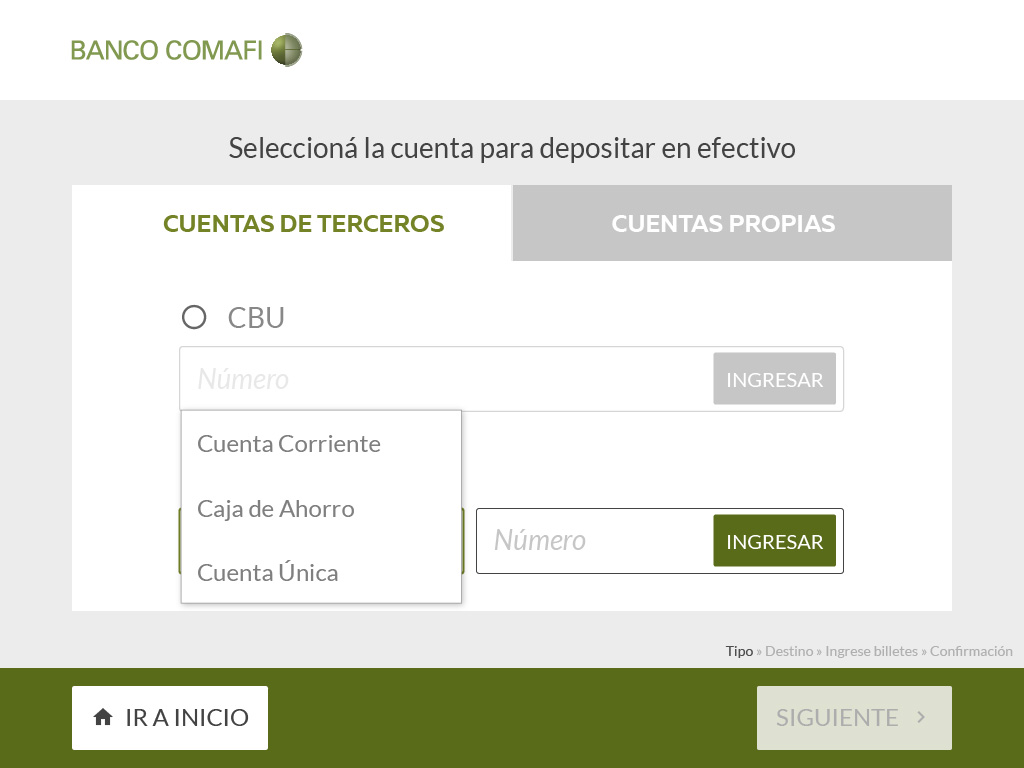 BANCO COMAFI
Seleccioná la cuenta para depositar en efectivo
CUENTAS DE TERCEROS
CUENTAS PROPIAS
CBU
Número
INGRESAR
Cuenta Corriente
Caja de Ahorro
Cuenta Única
Número
INGRESAR
Tipo » Destino » Ingrese billetes » Confirmación
IR A INICIO
SIGUIENTE